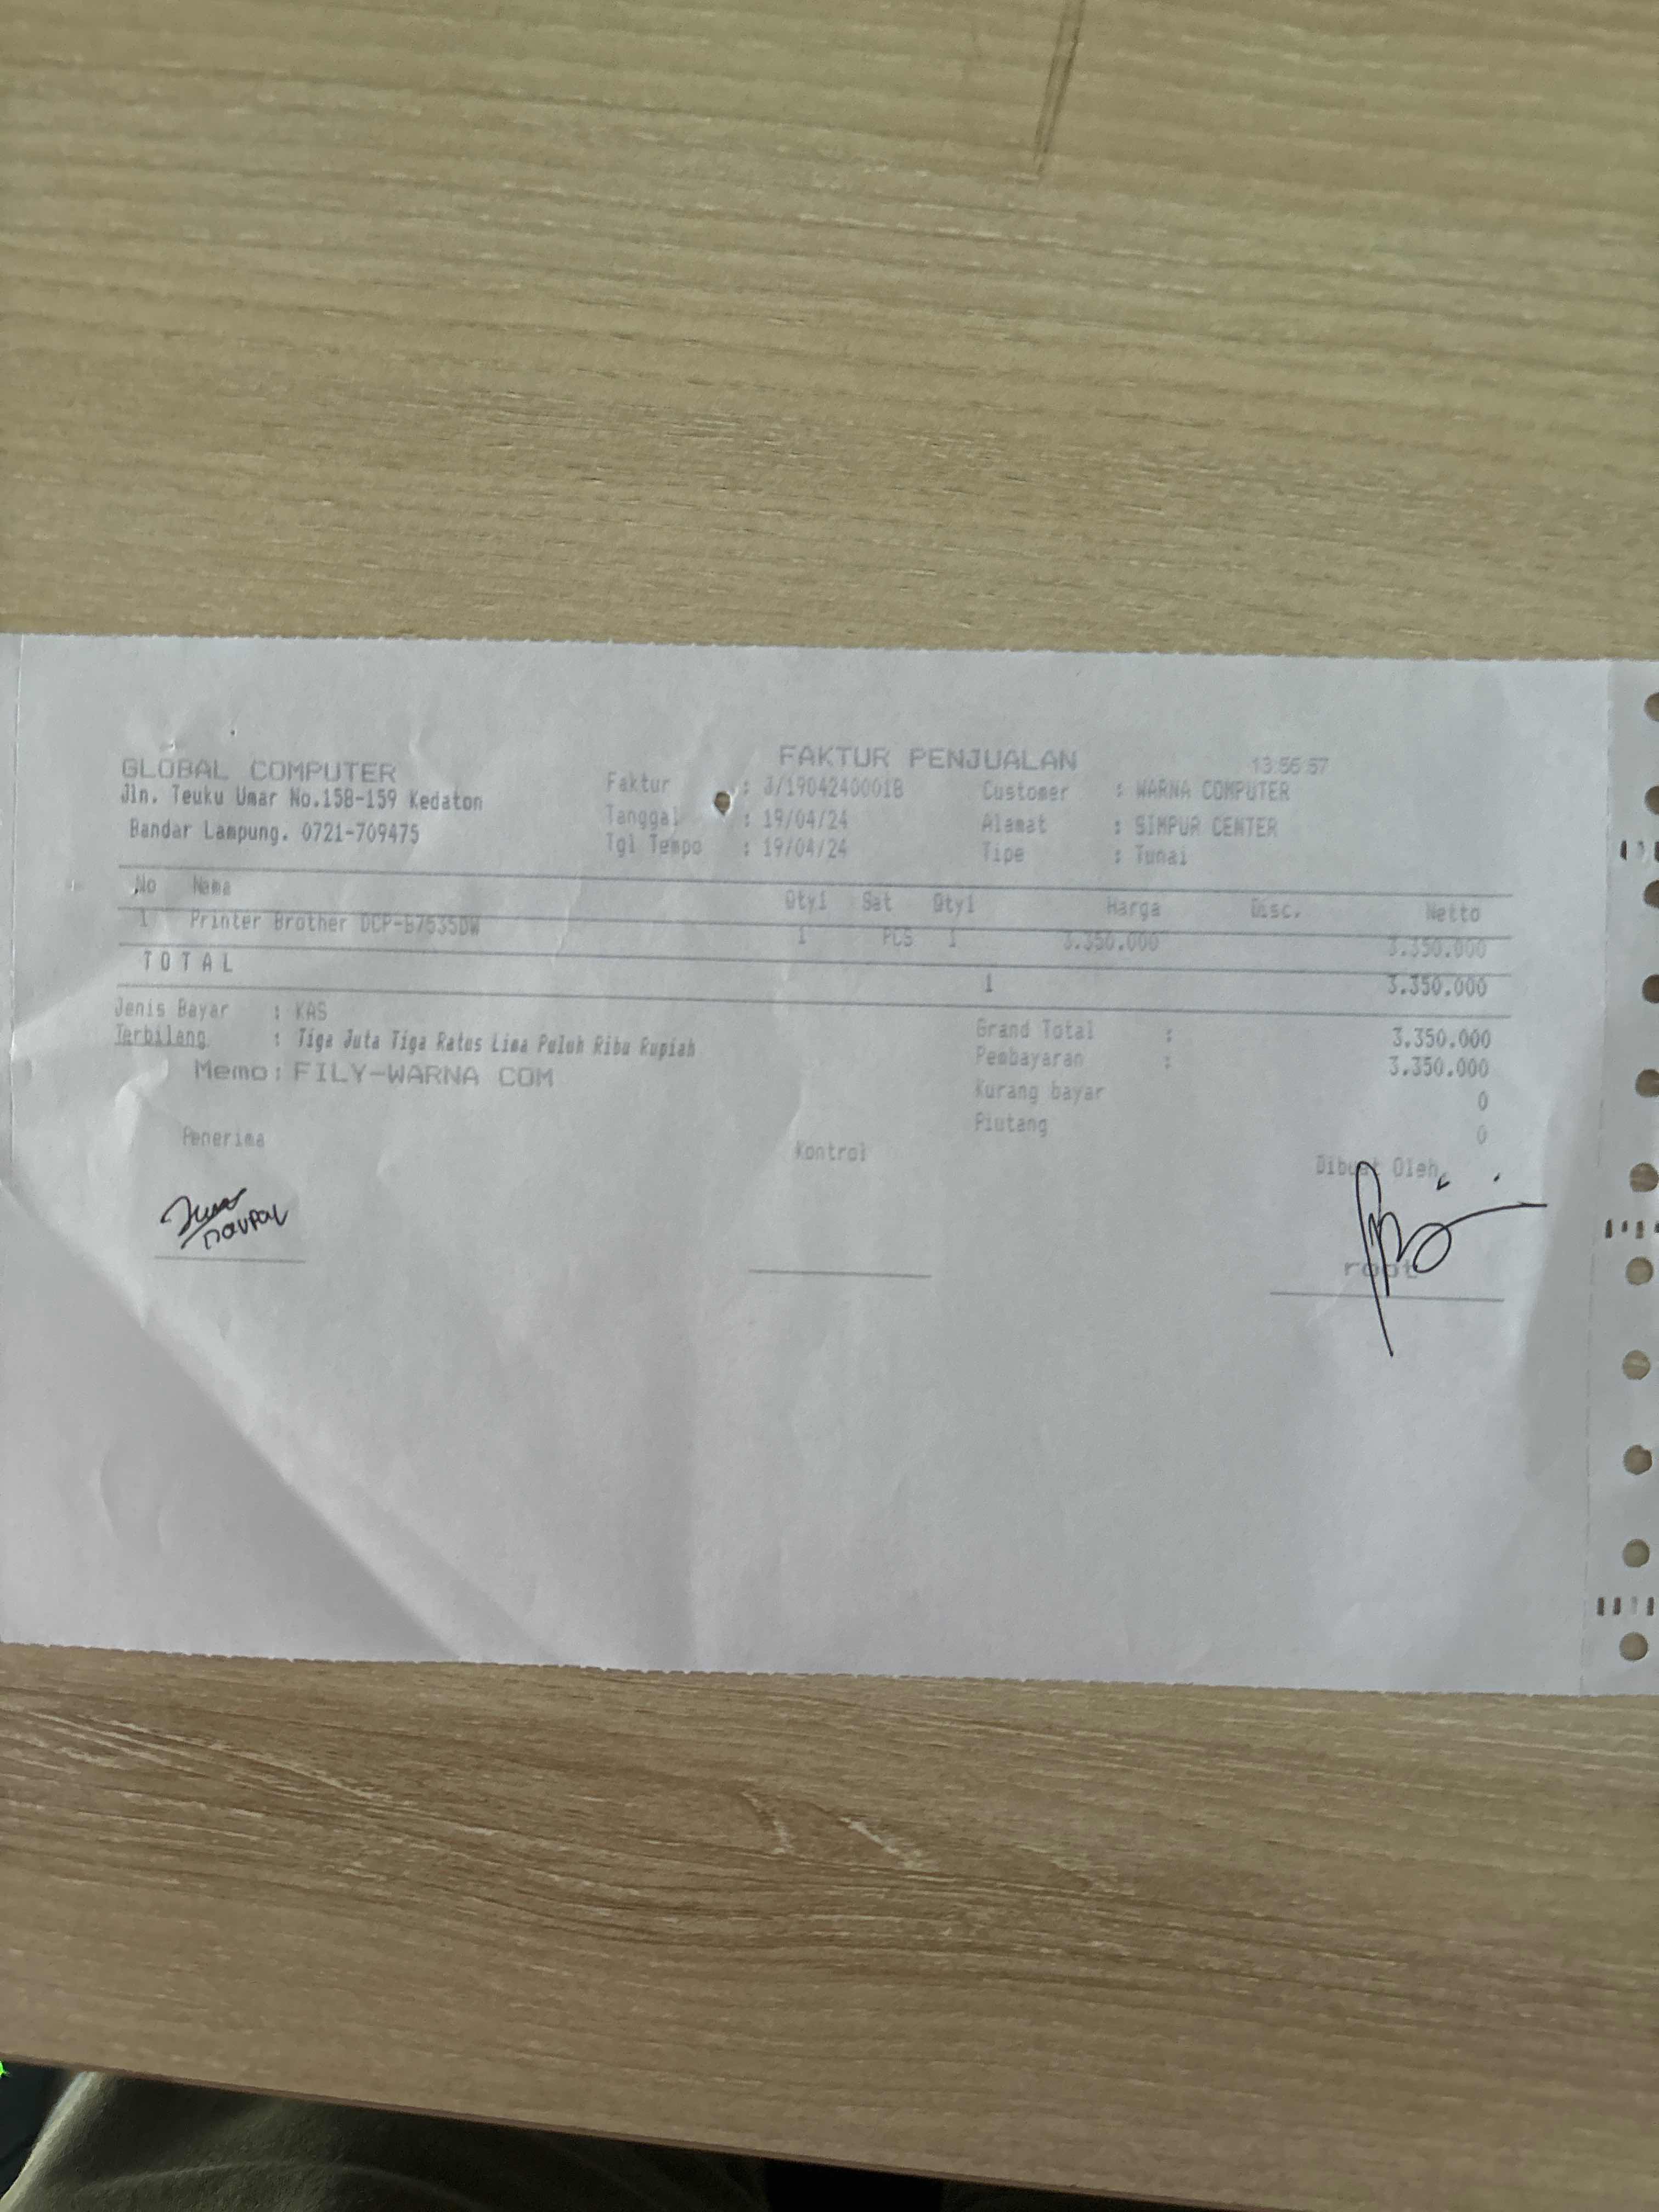 FAKTUR PENJUALAN 13:56:57
GLOBAL COMPUTER
Jln. Teuku Umar No.158-159 Kedaton
Bandar Lampung. 0721-709475
Faktur : J/19042400018
Tanggal : 19/04/24
Tgl Tempo : 19/04/24
Customer : WARNA COMPUTER
Alamat : SIMPUR CENTER
Tipe : Tunai
No Nama Qty1 Sat Qty1 Harga Disc. Netto
1 Printer Brother DCP-B7535DW 1 PCS 1 3.350.000 3.350.000
TOTAL 1 3.350.000
Jenis Bayar : KAS
Terbilang : Tiga Juta Tiga Ratus Lima Puluh Ribu Rupiah
Memo : FILY-WARNA COM
Grand Total : 3.350.000
Pembayaran : 3.350.000
Kurang bayar 0
Piutang 0
Penerima Kontrol Dibuat Oleh,
naupal
root